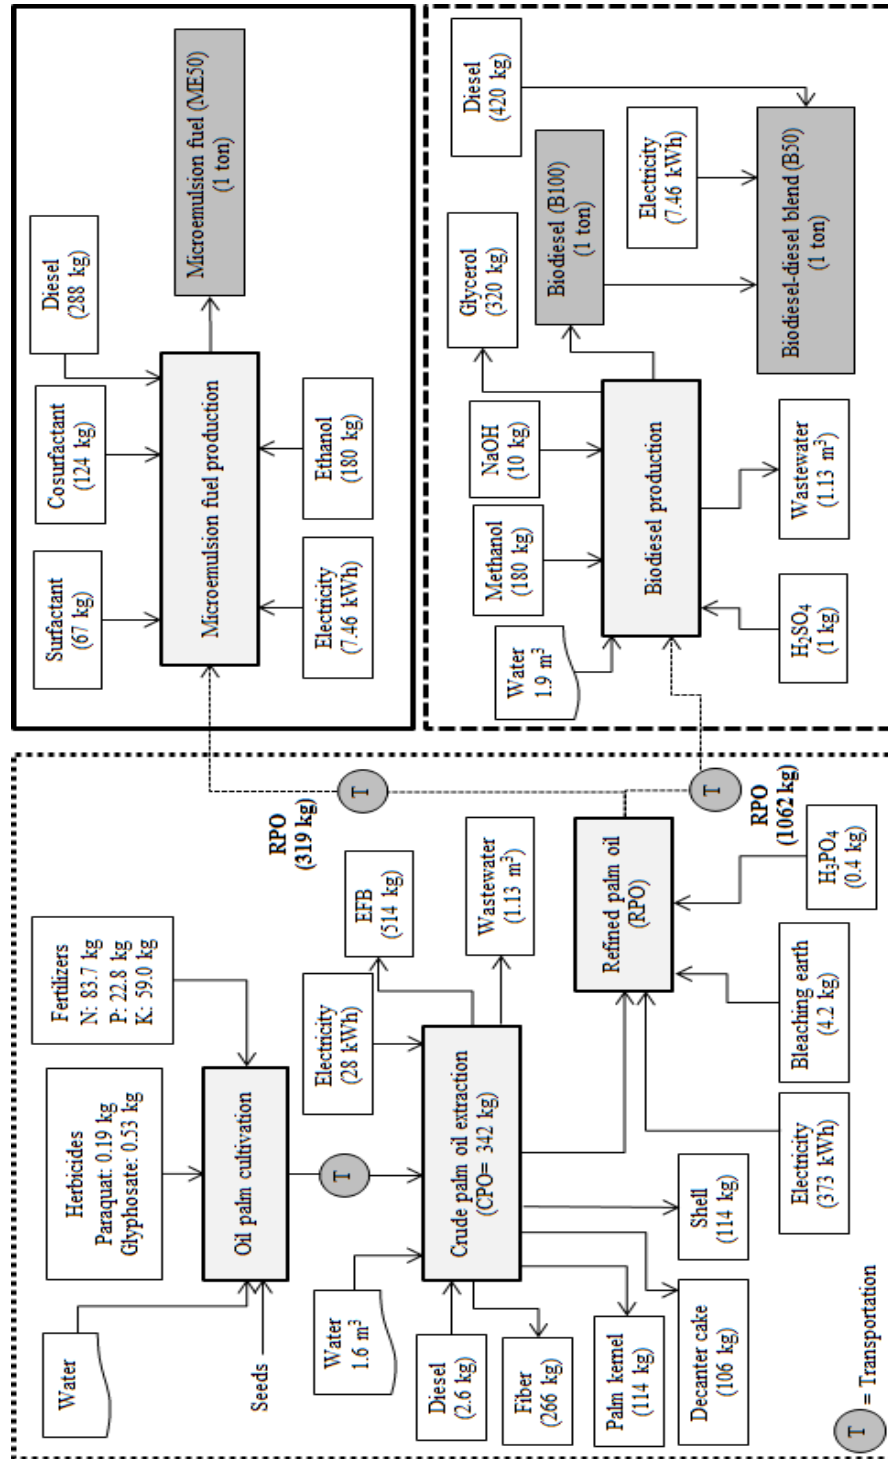 Water
Seeds
Herbicides
Paraquat: 0.19 kg
Glyphosate: 0.53 kg
Fertilizers
N: 83.7 kg
P: 22.8 kg
K: 59.0 kg
Oil palm cultivation
T
Water
1.6 m³
Diesel
(2.6 kg)
Electricity
(28 kWh)
EFB
(514 kg)
Crude palm oil extraction
(CPO= 342 kg)
Wastewater
(1.13 m³)
Fiber
(266 kg)
Palm kernel
(114 kg)
Decanter cake
(106 kg)
Shell
(114 kg)
Refined palm oil
(RPO)
Electricity
(373 kWh)
Bleaching earth
(4.2 kg)
H₃PO₄
(0.4 kg)
RPO
(319 kg)
T
T
RPO
(1062 kg)
T = Transportation
Surfactant
(67 kg)
Cosurfactant
(124 kg)
Diesel
(288 kg)
Microemulsion fuel production
Electricity
(7.46 kWh)
Ethanol
(180 kg)
Microemulsion fuel (ME50)
(1 ton)
Water
1.9 m³
Methanol
(180 kg)
NaOH
(10 kg)
Glycerol
(320 kg)
Biodiesel production
H₂SO₄
(1 kg)
Wastewater
(1.13 m³)
Biodiesel (B100)
(1 ton)
Diesel
(420 kg)
Electricity
(7.46 kWh)
Biodiesel-diesel blend (B50)
(1 ton)